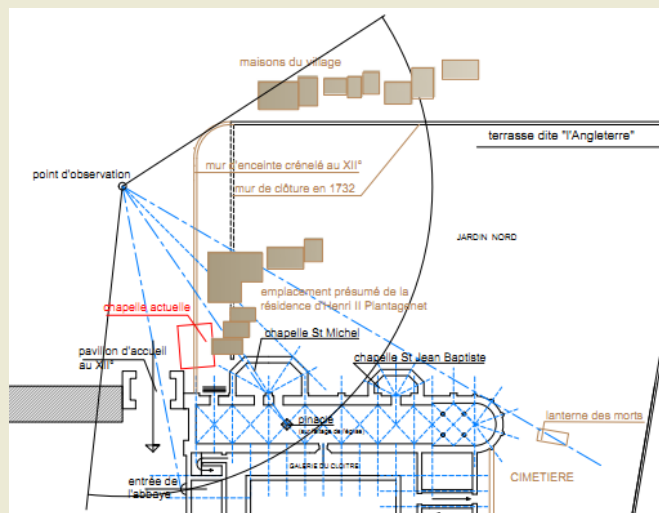 maisons du village
terrasse dite "l'Angleterre"
mur d'enceinte crénelé au XII°
point d'observation
mur de clôture en 1732
JARDIN NORD
emplacement présumé de la
résidence d'Henri II Plantagenet
chapelle actuelle
chapelle St Michel
pavillon d'accueil
au XII°
chapelle St Jean Baptiste
lanterne des morts
pinacle
GALERIE DU CLOITRE
CIMETIERE
entrée de
l'abbaye